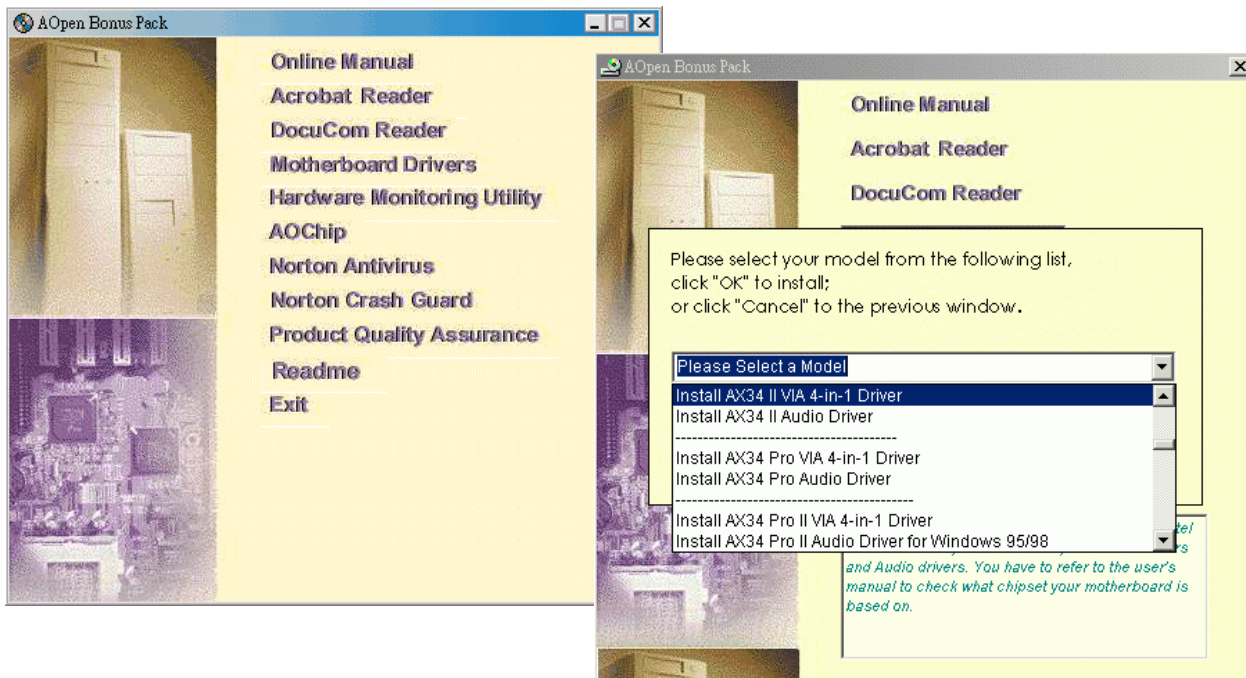 AOpen Bonus Pack
Online Manual
Acrobat Reader
DocuCom Reader
Motherboard Drivers
Hardware Monitoring Utility
AOChip
Norton Antivirus
Norton Crash Guard
Product Quality Assurance
Readme
Exit
AOpen Bonus Pack
Online Manual
Acrobat Reader
DocuCom Reader
Please select your model from the following list,
click "OK" to install;
or click "Cancel" to the previous window.
Please Select a Model
Install AX34 II VIA 4-in-1 Driver
Install AX34 II Audio Driver
----------------------------------------
Install AX34 Pro VIA 4-in-1 Driver
Install AX34 Pro Audio Driver
-------------------------------------------
Install AX34 Pro II VIA 4-in-1 Driver
Install AX34 Pro II Audio Driver for Windows 95/98
and Audio drivers. You have to refer to the user's
manual to check what chipset your motherboard is
based on.